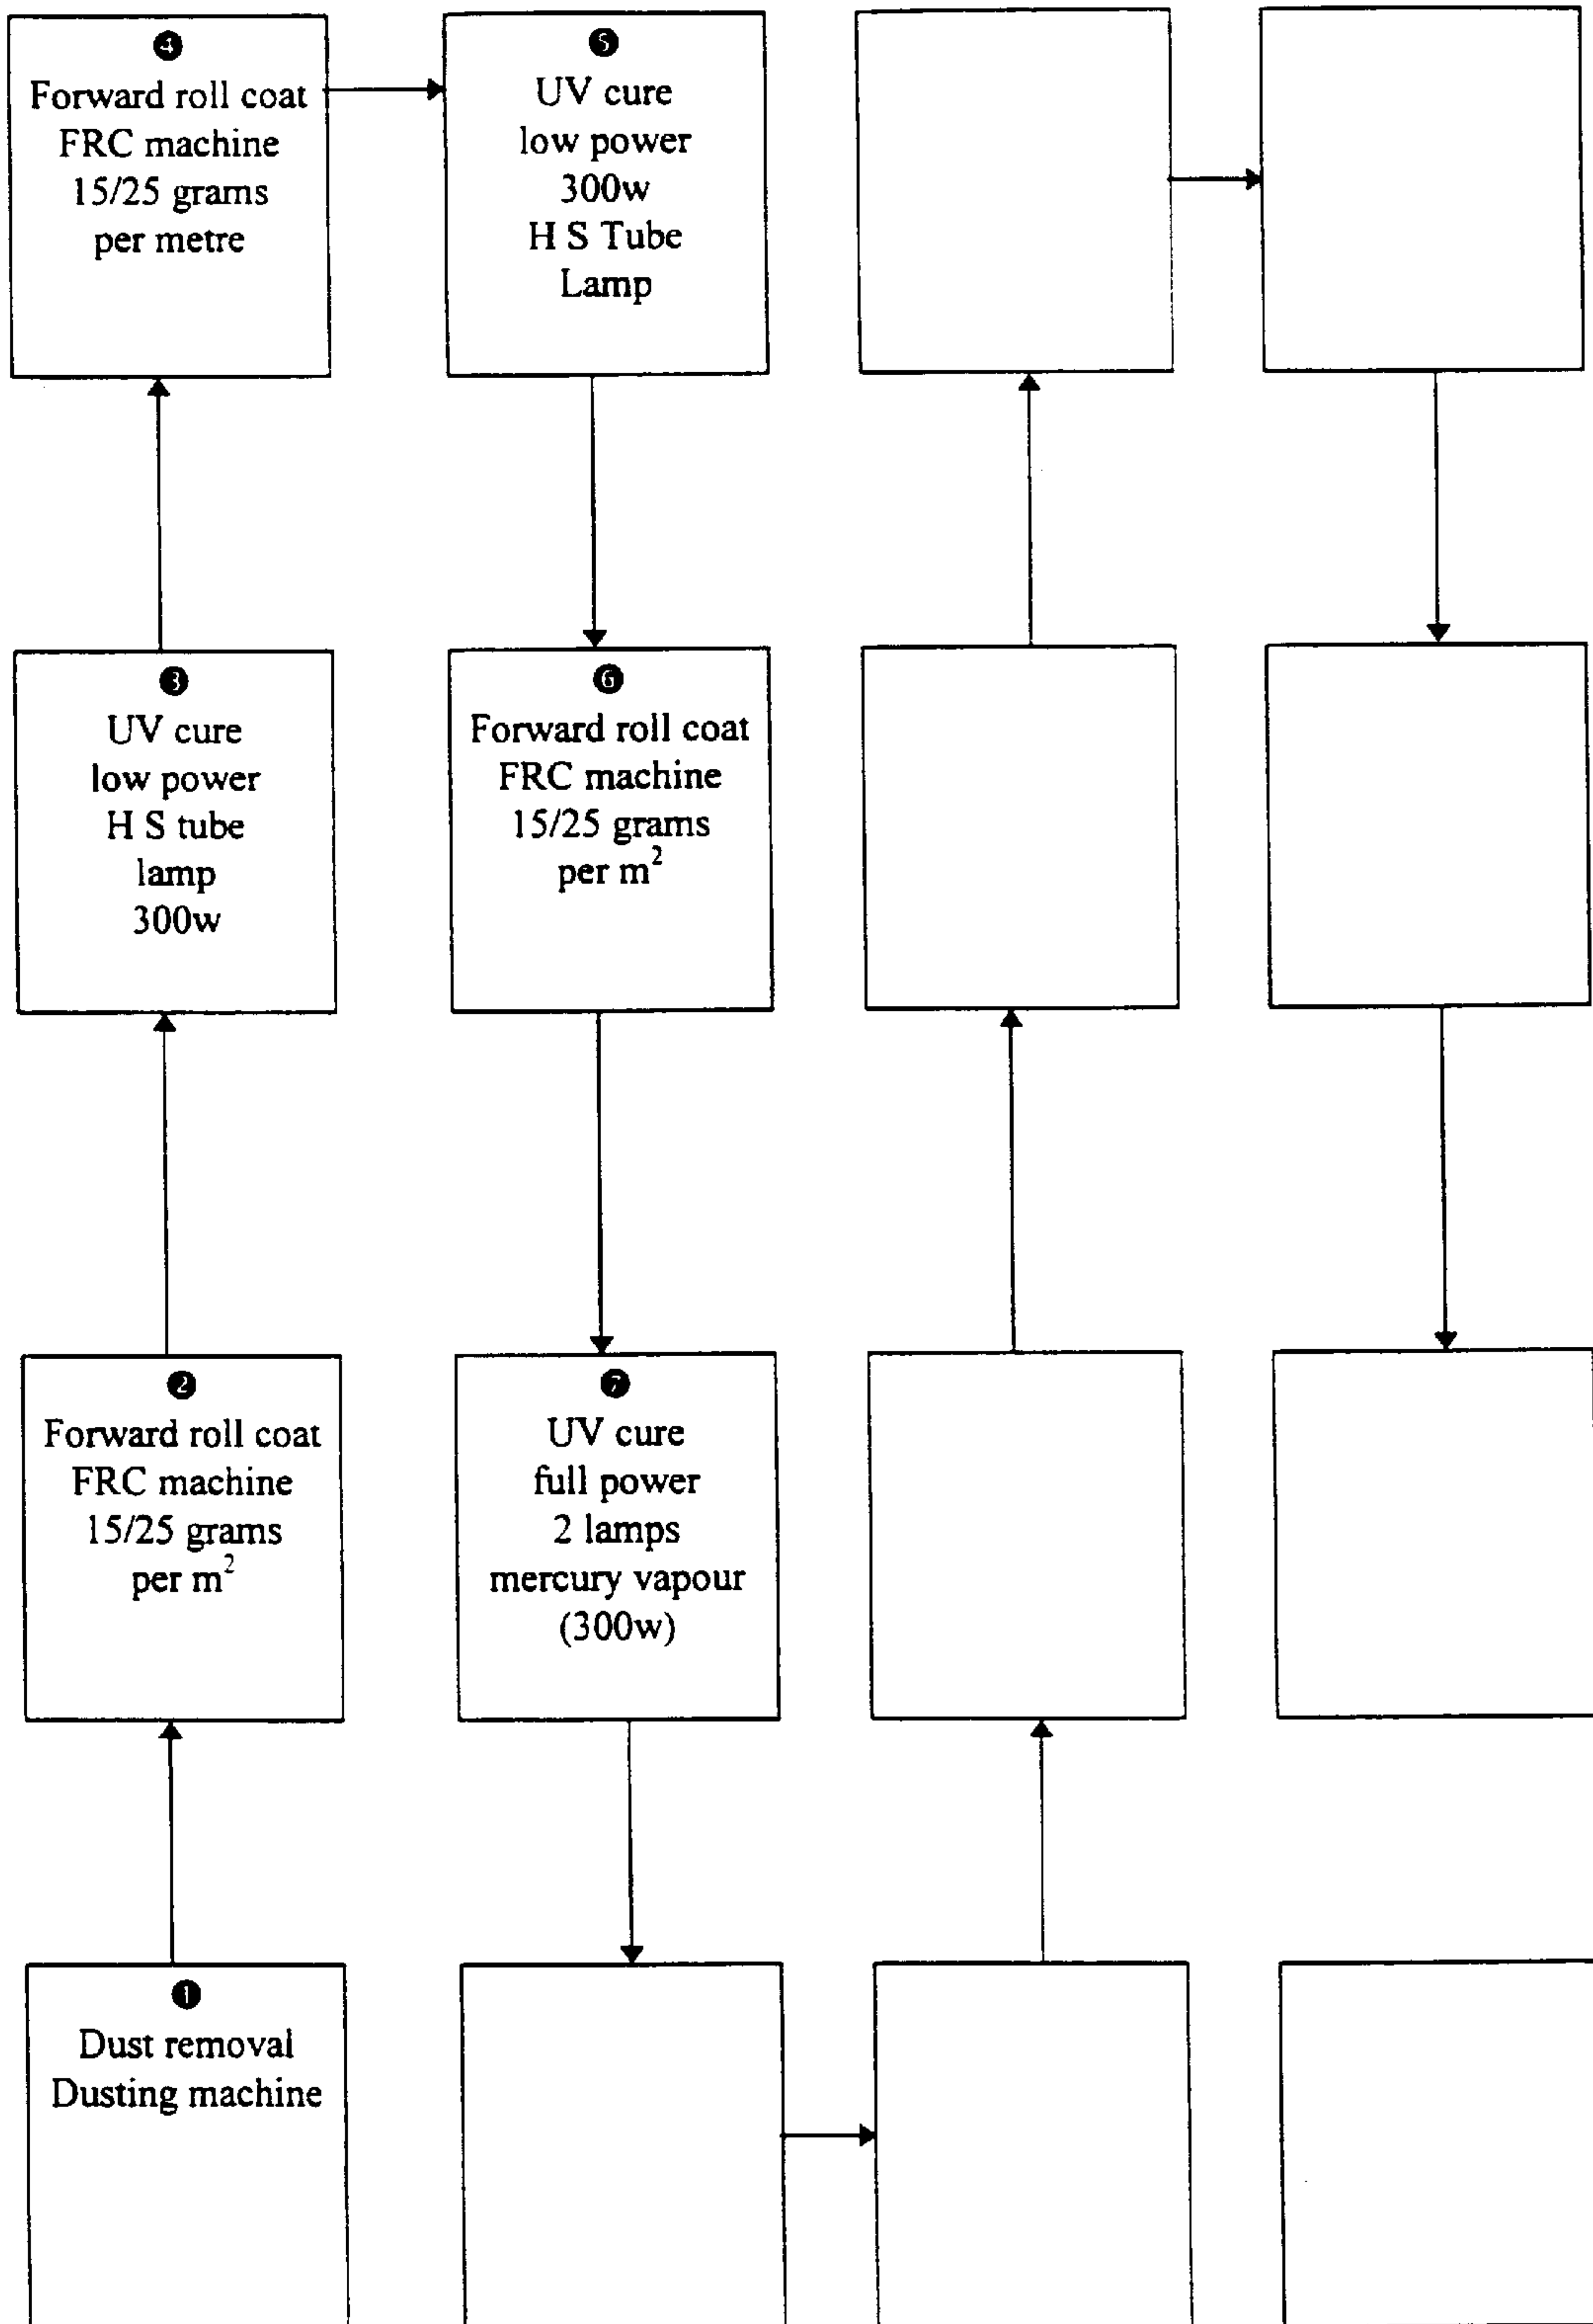 ❹
Forward roll coat
FRC machine
15/25 grams
per metre
❺
UV cure
low power
300w
H S Tube
Lamp
❸
UV cure
low power
H S tube
lamp
300w
❻
Forward roll coat
FRC machine
15/25 grams
per m²
❷
Forward roll coat
FRC machine
15/25 grams
per m²
❼
UV cure
full power
2 lamps
mercury vapour
(300w)
❶
Dust removal
Dusting machine